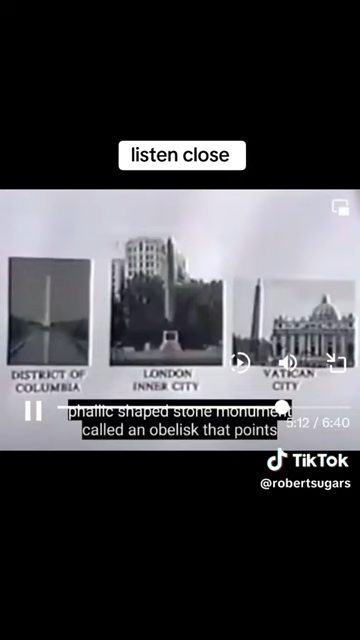 listen close
DISTRICT OF
COLUMBIA
LONDON
INNER CITY
VATICAN
CITY
phallic shaped stone monument
called an obelisk that points
5:12 / 6:40
TikTok
@robertsugars